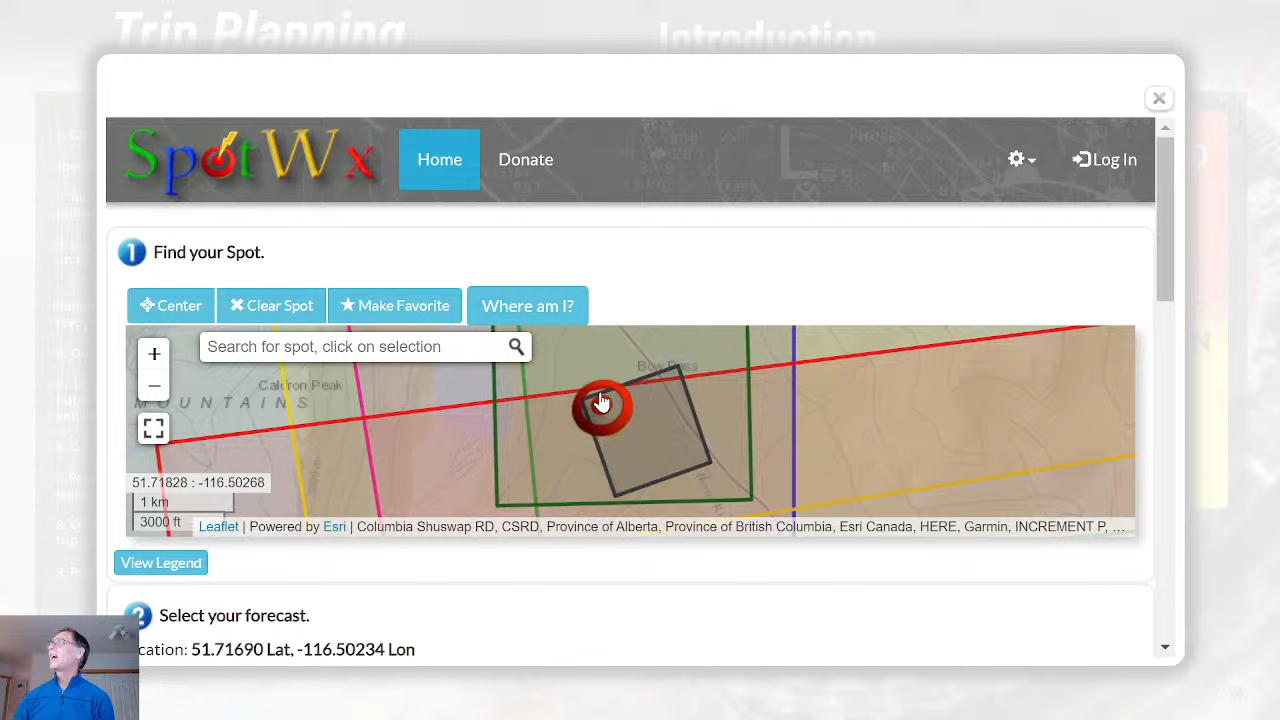 Trip Planning
Introduction
SpotWx
Home
Donate
Log In
1 Find your Spot.
Center
Clear Spot
Make Favorite
Where am I?
+
Search for spot, click on selection
−
Bow Pass
Caldron Peak
MOUNTAINS
51.71828 : -116.50268
1 km
3000 ft
Leaflet | Powered by Esri | Columbia Shuswap RD, CSRD, Province of Alberta, Province of British Columbia, Esri Canada, HERE, Garmin, INCREMENT P, ...
View Legend
2 Select your forecast.
cation: 51.71690 Lat, -116.50234 Lon